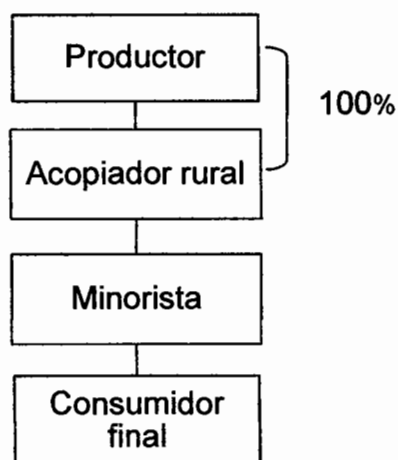 Productor
100%
Acopiador rural
Minorista
Consumidor
final